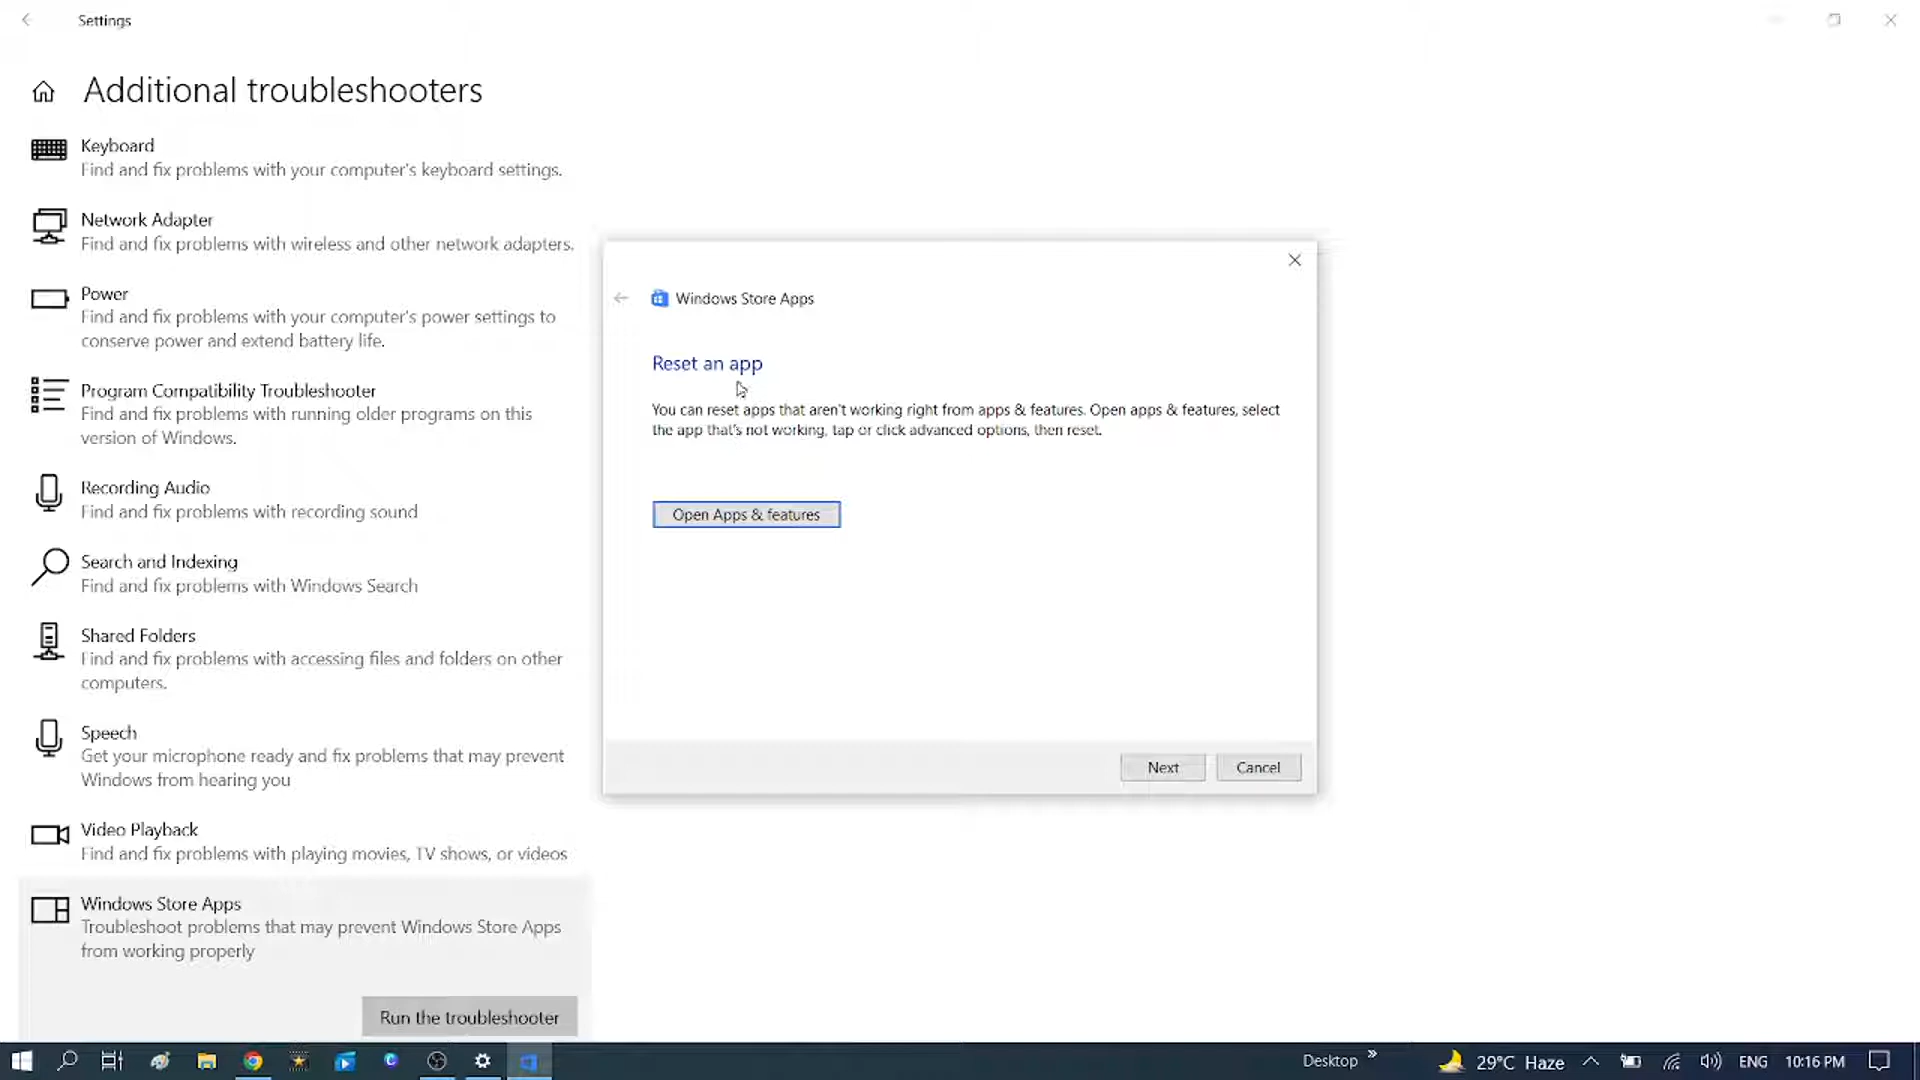 Settings
Additional troubleshooters
Keyboard
Find and fix problems with your computer's keyboard settings.
Network Adapter
Find and fix problems with wireless and other network adapters.
Power
Find and fix problems with your computer's power settings to
conserve power and extend battery life.
Program Compatibility Troubleshooter
Find and fix problems with running older programs on this
version of Windows.
Recording Audio
Find and fix problems with recording sound
Search and Indexing
Find and fix problems with Windows Search
Shared Folders
Find and fix problems with accessing files and folders on other
computers.
Speech
Get your microphone ready and fix problems that may prevent
Windows from hearing you
Video Playback
Find and fix problems with playing movies, TV shows, or videos
Windows Store Apps
Troubleshoot problems that may prevent Windows Store Apps
from working properly
Run the troubleshooter
Windows Store Apps
Reset an app
You can reset apps that aren't working right from apps & features. Open apps & features, select
the app that's not working, tap or click advanced options, then reset.
Open Apps & features
Next
Cancel
Desktop
29°C Haze
ENG
10:16 PM